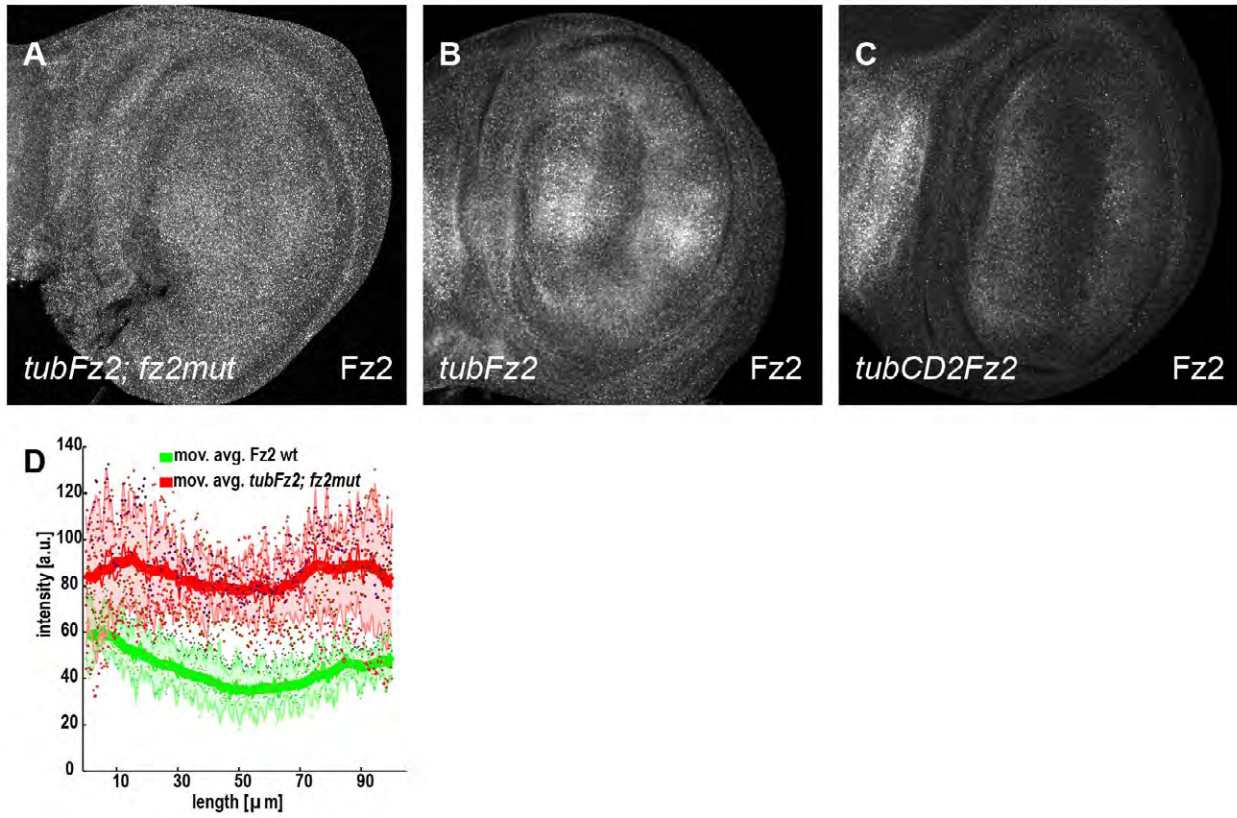 A
tubFz2; fz2mut Fz2
B
tubFz2 Fz2
C
tubCD2Fz2 Fz2
D
mov. avg. Fz2 wt
mov. avg. tubFz2; fz2mut
140
120
100
80
60
40
20
0
intensity [a.u.]
10 30 50 70 90
length [µm]